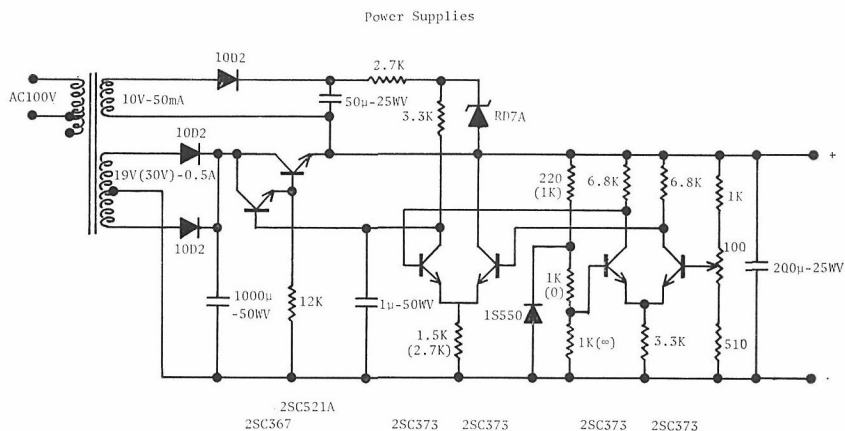 Power Supplies
10D2
2.7K
AC100V
10V-50mA
50μ-25WV
3.3K
RD7A
10D2
+
19V(30V)-0.5A
220
(1K)
6.8K
6.8K
1K
10D2
100
1K
(0)
200μ-25WV
1000μ
-50WV
12K
1μ-50WV
1S550
1.5K
(2.7K)
1K(∞)
3.3K
510
-
2SC521A
2SC367
2SC373
2SC373
2SC373
2SC373